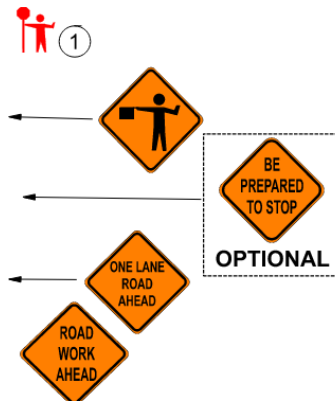 1
BE
PREPARED
TO STOP
OPTIONAL
ONE LANE
ROAD
AHEAD
ROAD
WORK
AHEAD